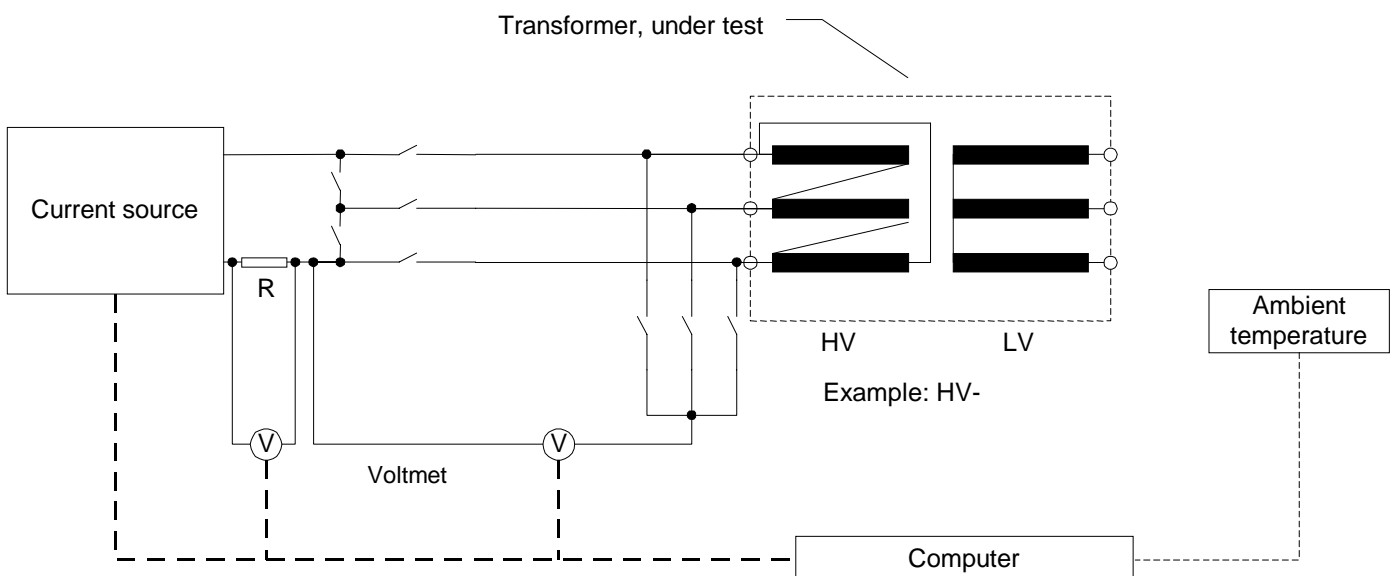 Transformer, under test
Current source
R
HV
LV
Ambient
temperature
Example: HV-
V
V
Voltmet
Computer